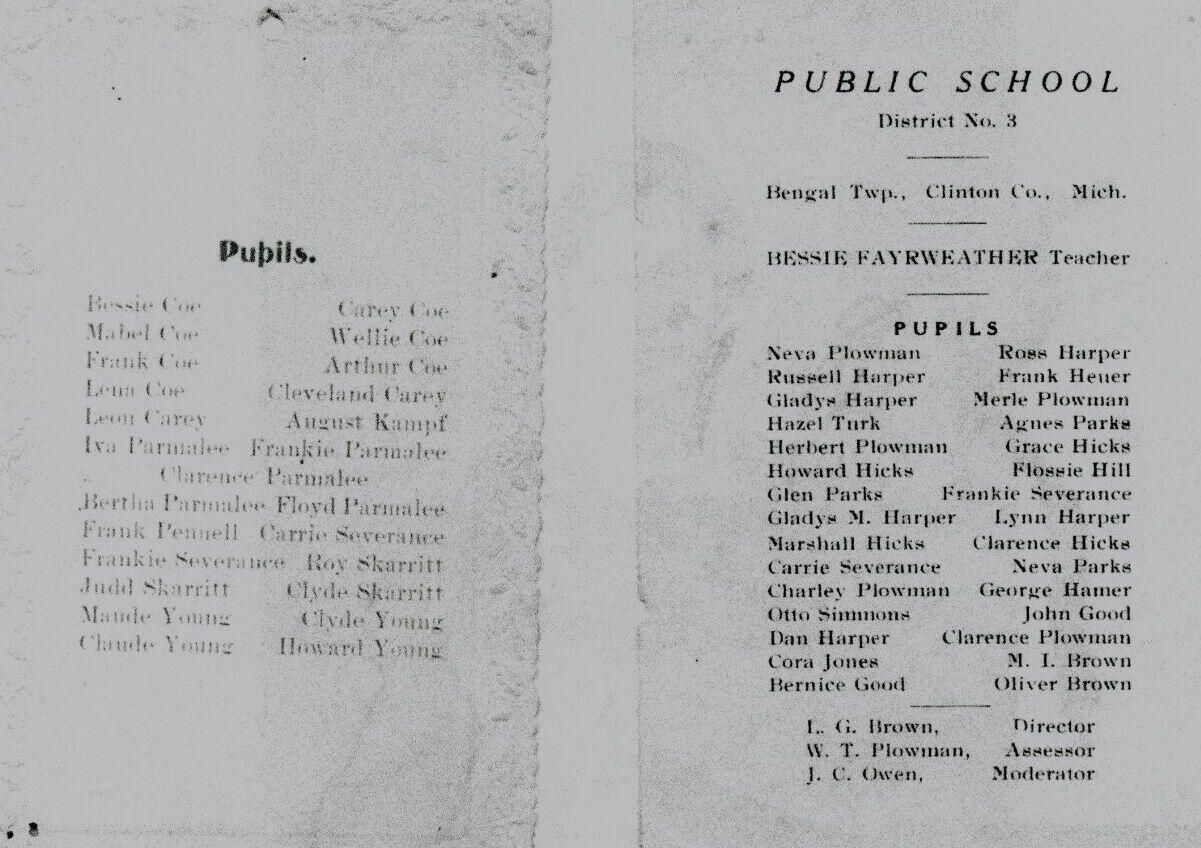 Pupils.
Bessie Coe Carey Coe
Mabel Coe Wellie Coe
Frank Coe Arthur Coe
Lena Coe Cleveland Carey
Leon Carey August Kampf
Iva Parmalee Frankie Parmalee
Clarence Parmalee
Bertha Parmalee Floyd Parmalee
Frank Pennell Carrie Severance
Frankie Severance Roy Skarritt
Judd Skarritt Clyde Skarritt
Maude Young Clyde Young
Claude Young Howard Young
PUBLIC SCHOOL
District No. 3
Bengal Twp., Clinton Co., Mich.
BESSIE FAYRWEATHER Teacher
PUPILS
Neva Plowman Ross Harper
Russell Harper Frank Heuer
Gladys Harper Merle Plowman
Hazel Turk Agnes Parks
Herbert Plowman Grace Hicks
Howard Hicks Flossie Hill
Glen Parks Frankie Severance
Gladys M. Harper Lynn Harper
Marshall Hicks Clarence Hicks
Carrie Severance Neva Parks
Charley Plowman George Hamer
Otto Simmons John Good
Dan Harper Clarence Plowman
Cora Jones M. I. Brown
Bernice Good Oliver Brown
L. G. Brown, Director
W. T. Plowman, Assessor
J. C. Owen, Moderator